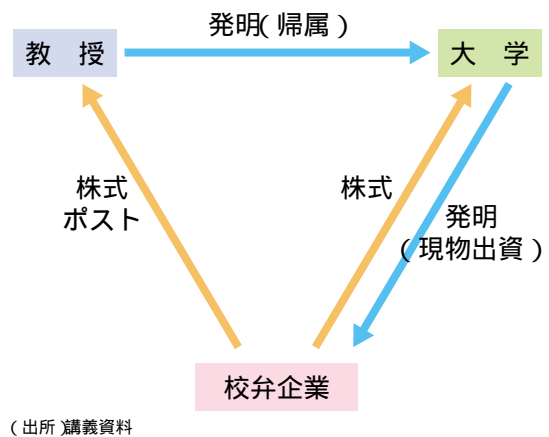 発明(帰属)
教 授
大 学
株式
ポスト
株式
発明
(現物出資)
校弁企業
(出所)講義資料